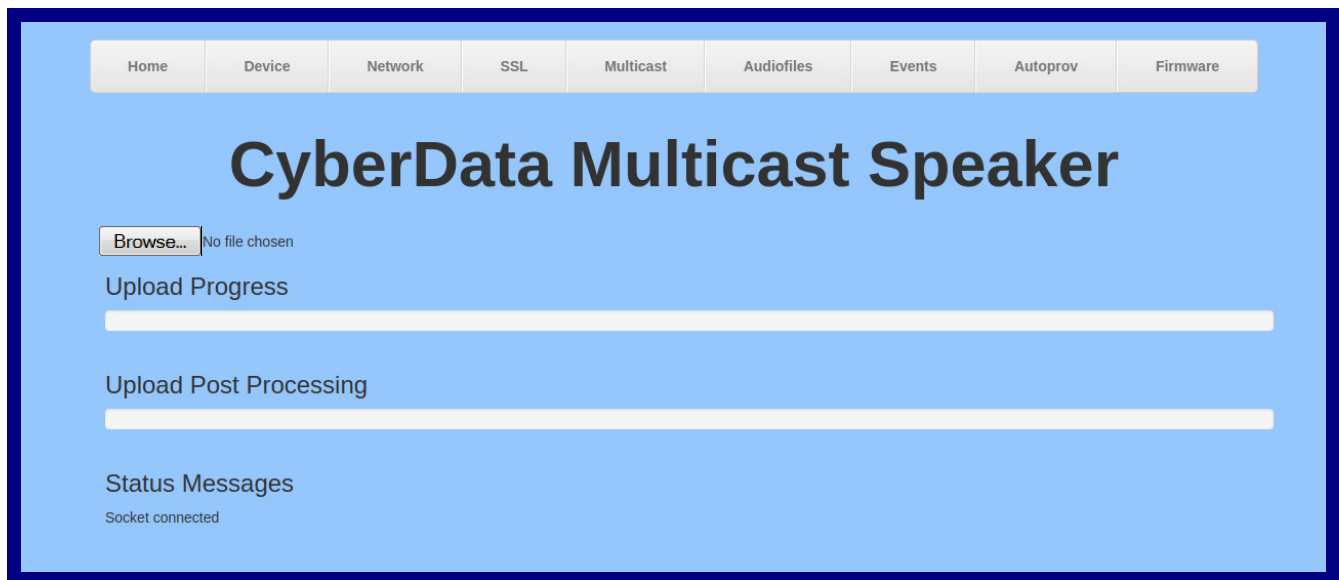 Home Device Network SSL Multicast Audiofiles Events Autoprov Firmware
CyberData Multicast Speaker
Browse... No file chosen
Upload Progress
Upload Post Processing
Status Messages
Socket connected